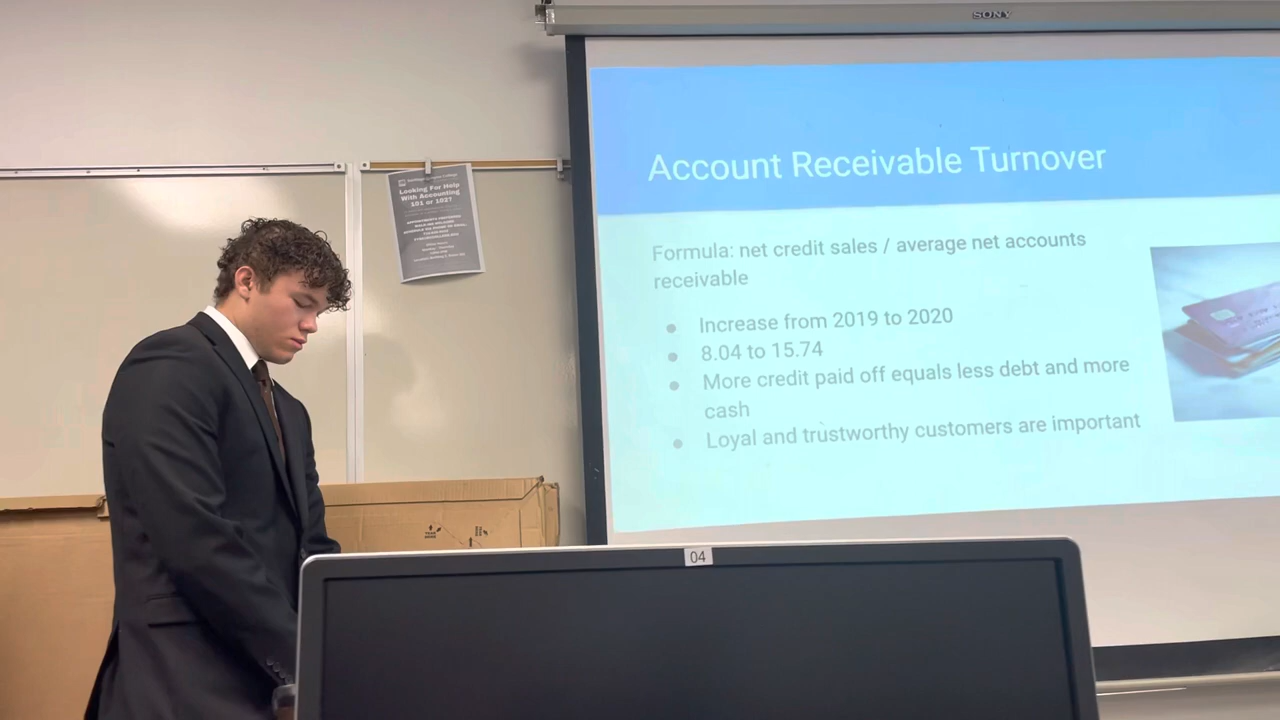 SONY
Account Receivable Turnover
Formula: net credit sales / average net accounts
receivable
Increase from 2019 to 2020
8.04 to 15.74
More credit paid off equals less debt and more
cash
Loyal and trustworthy customers are important
Looking For Help
With Accounting
101 or 102?
04